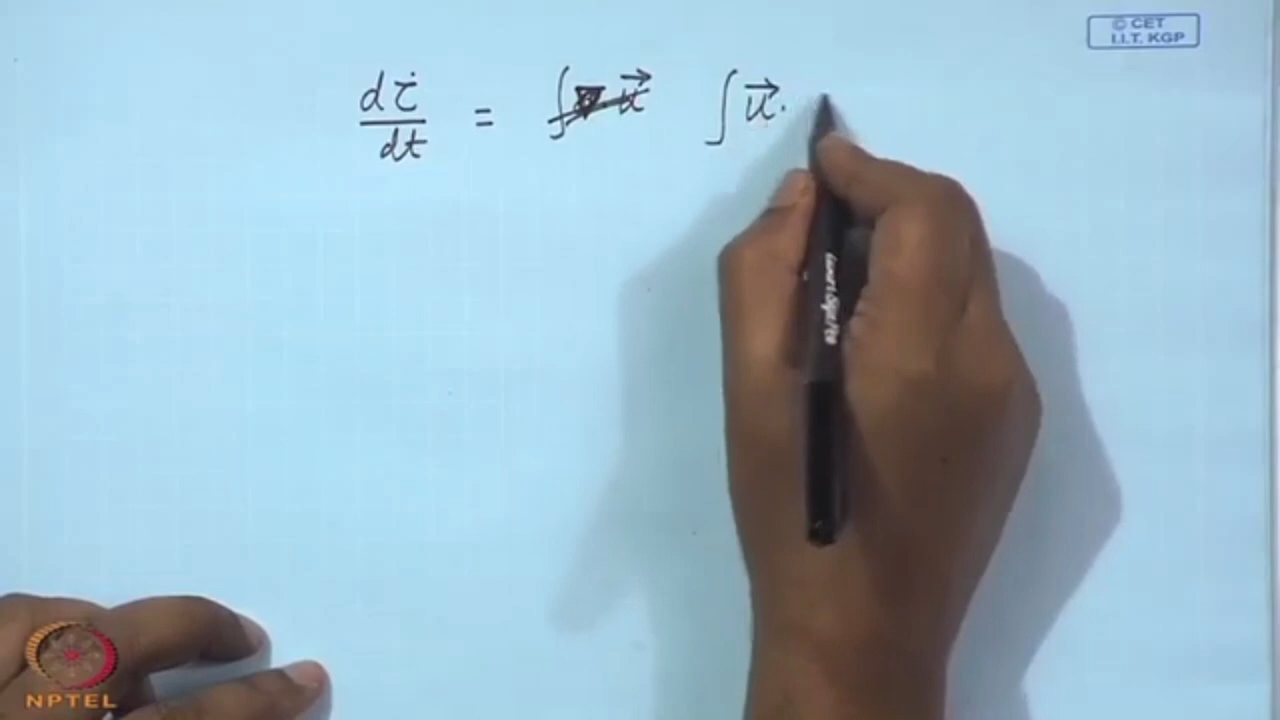 © CET
I.I.T. KGP
dτ/dt = ∫ u⃗ ·
NPTEL